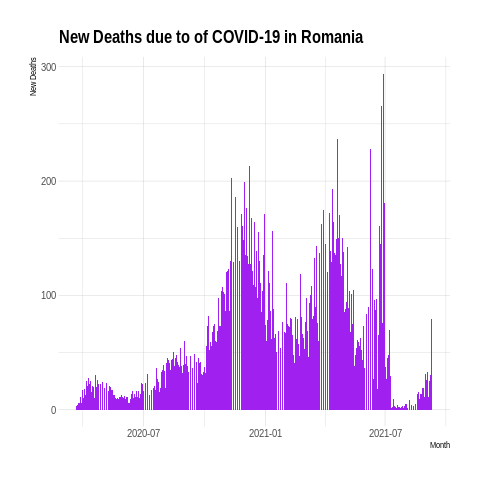 New Deaths due to of COVID-19 in Romania
New Deaths
300
200
100
0
2020-07
2021-01
2021-07
Month